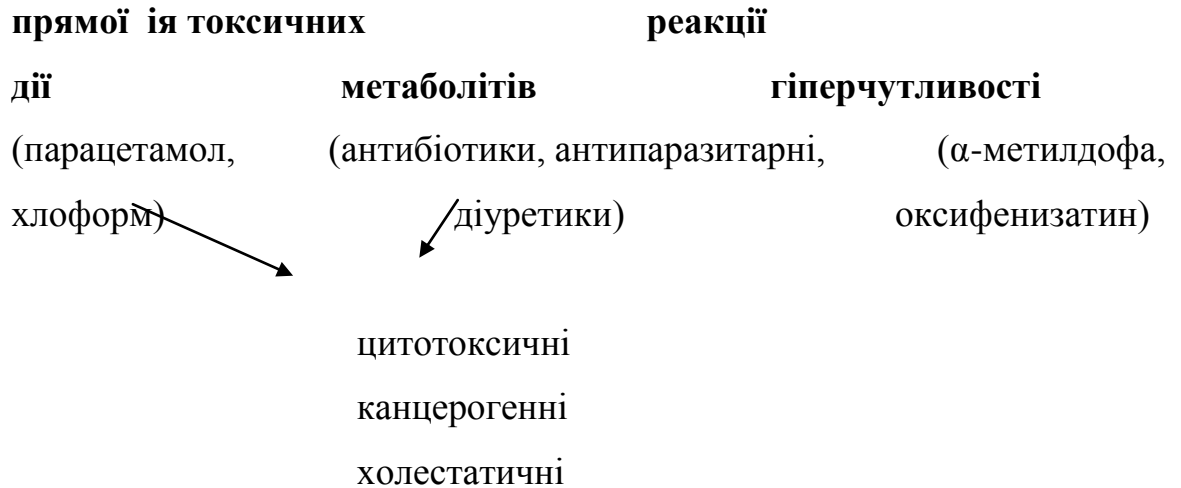 прямої ія токсичних реакції
дії метаболітів гіперчутливості
(парацетамол, (антибіотики, антипаразитарні, (α-метилдофа,
хлоформ) діуретики) оксифенизатин)
цитотоксичні
канцерогенні
холестатичні